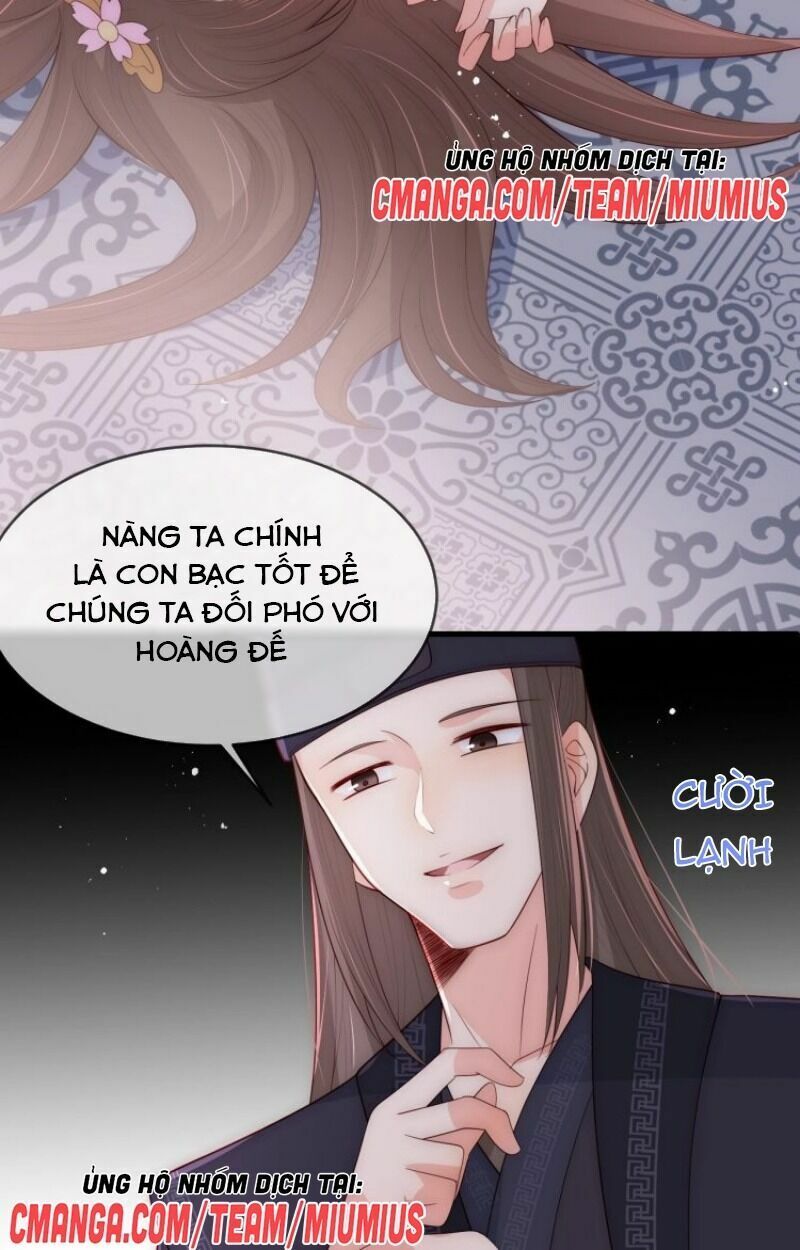 ỦNG HỘ NHÓM DỊCH TẠI:
CMANGA.COM/TEAM/MIUMIUS
NÀNG TA CHÍNH
LÀ CON BẠC TỐT ĐỂ
CHÚNG TA ĐỐI PHÓ VỚI
HOÀNG ĐẾ
CƯỜI
LẠNH
ỦNG HỘ NHÓM DỊCH TẠI:
CMANGA.COM/TEAM/MIUMIUS